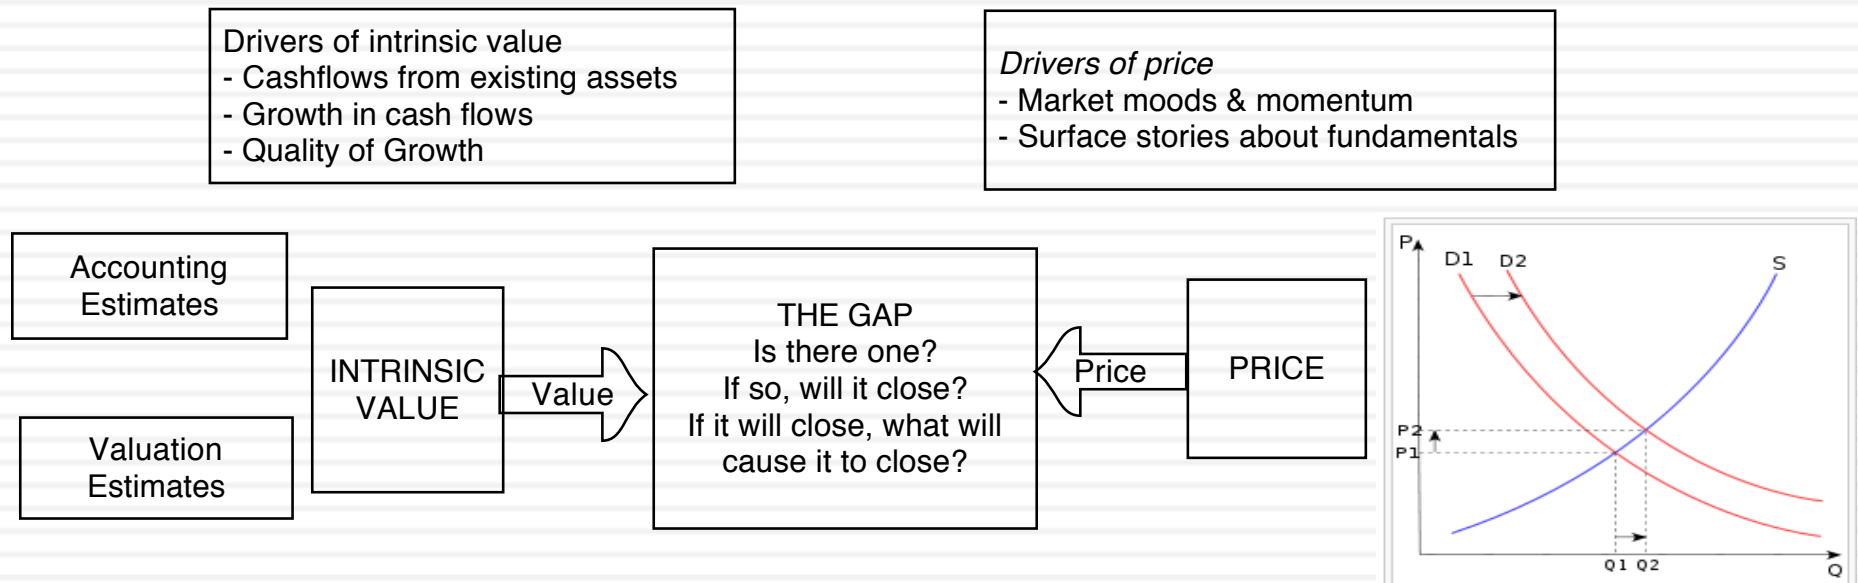 Drivers of intrinsic value
- Cashflows from existing assets
- Growth in cash flows
- Quality of Growth
Drivers of price
- Market moods & momentum
- Surface stories about fundamentals
Accounting
Estimates
Valuation
Estimates
INTRINSIC
VALUE
Value
THE GAP
Is there one?
If so, will it close?
If it will close, what will
cause it to close?
Price
PRICE
P
D1 D2
S
P2
P1
Q1 Q2
Q